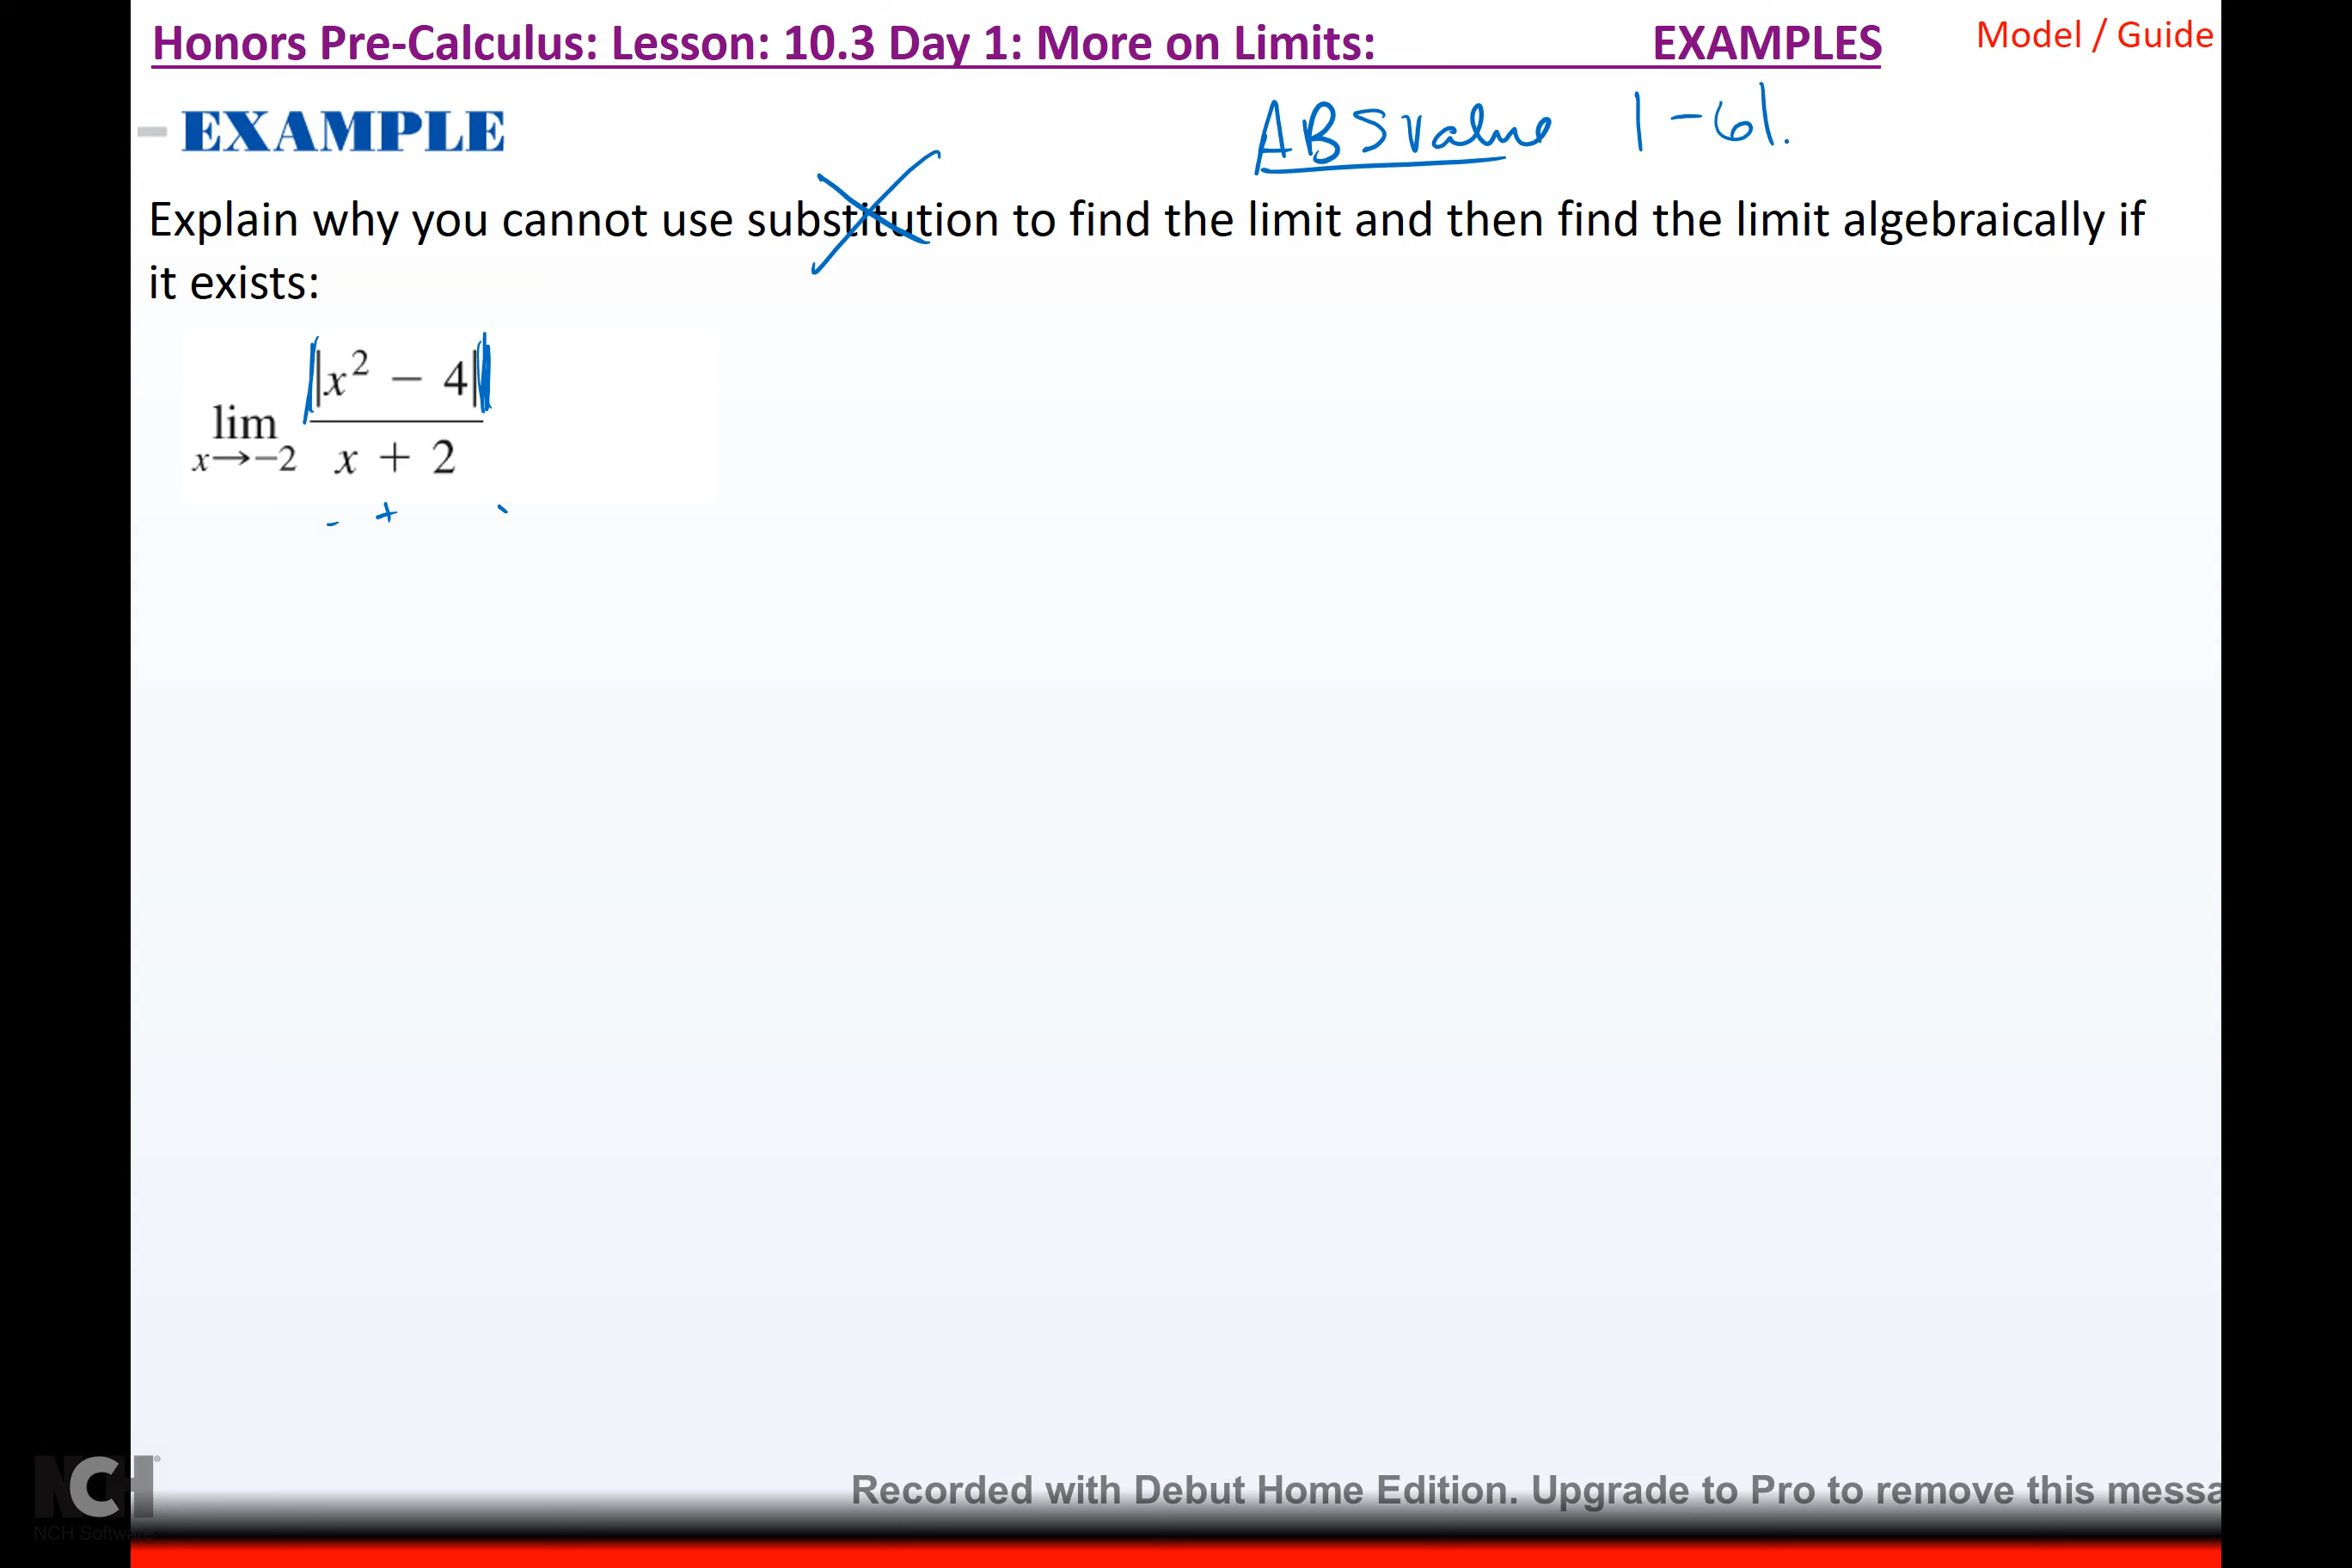 Honors Pre-Calculus: Lesson: 10.3 Day 1: More on Limits: EXAMPLES
Model / Guide
EXAMPLE
ABS value |-6|.
Explain why you cannot use substitution to find the limit and then find the limit algebraically if
it exists:
|x² − 4|
lim
x→−2 x + 2
- +
Recorded with Debut Home Edition. Upgrade to Pro to remove this messa
NCH®
NCH Software